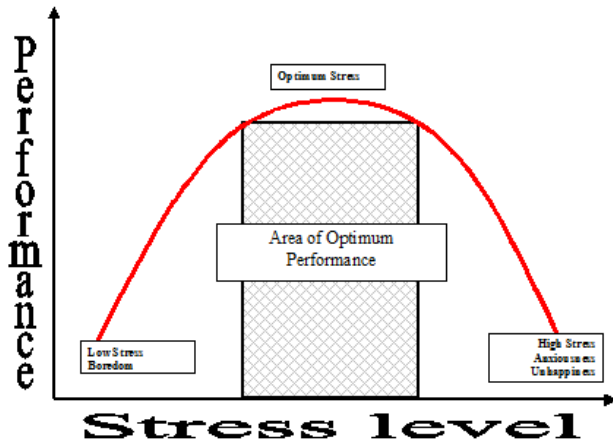 Performance
Optimum Stress
Area of Optimum
Performance
Low Stress
Boredom
High Stress
Anxiousness
Unhappiness
Stress level